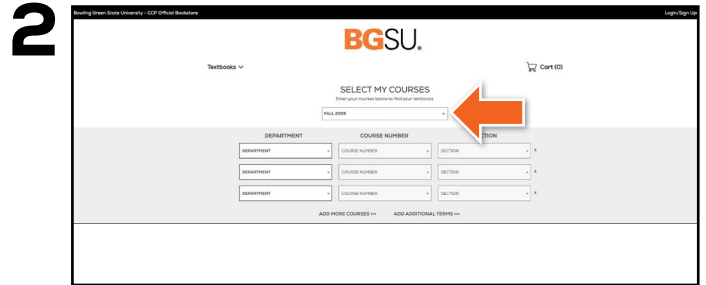 2
Bowling Green State University - CCP Official Bookstore
Login/Sign Up
BGSU®
Textbooks
Cart (0)
SELECT MY COURSES
Enter your courses below to find your textbooks
FALL 2025
DEPARTMENT COURSE NUMBER CTION
DEPARTMENT COURSE NUMBER SECTION x
DEPARTMENT COURSE NUMBER SECTION x
DEPARTMENT COURSE NUMBER SECTION x
ADD MORE COURSES >>> ADD ADDITIONAL TERMS >>>